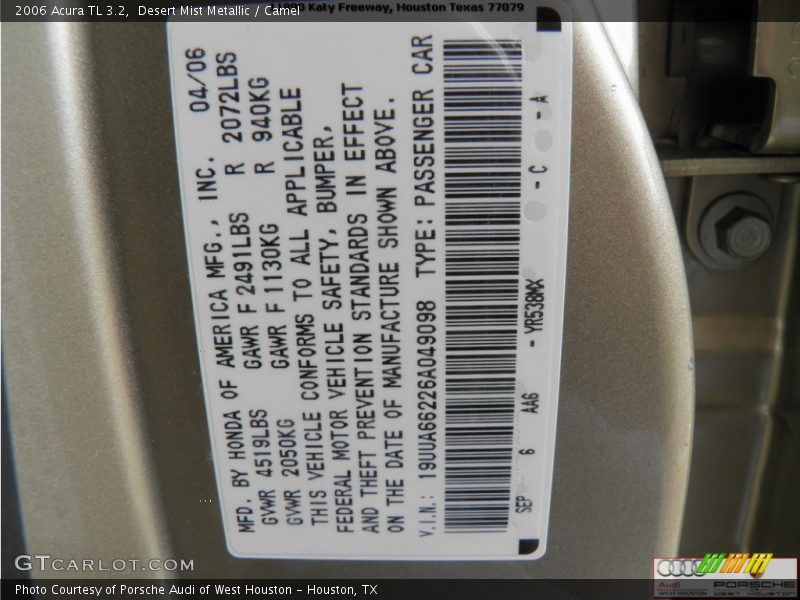 2006 Acura TL 3.2, Desert Mist Metallic / Camel
Katy Freeway, Houston Texas 77079
MFD. BY HONDA OF AMERICA MFG., INC. 04/06
GVWR 4519LBS GAWR F 2491LBS R 2072LBS
GVWR 2050KG GAWR F 1130KG R 940KG
THIS VEHICLE CONFORMS TO ALL APPLICABLE
FEDERAL MOTOR VEHICLE SAFETY, BUMPER,
AND THEFT PREVENTION STANDARDS IN EFFECT
ON THE DATE OF MANUFACTURE SHOWN ABOVE.
V.I.N.: 19UUA66226A049098 TYPE: PASSENGER CAR
SEP 6 AA6 - YR538MX - C - A
GTCARLOT.COM
Audi PORSCHE
WEST HOUSTON WEST HOUSTON
Photo Courtesy of Porsche Audi of West Houston - Houston, TX